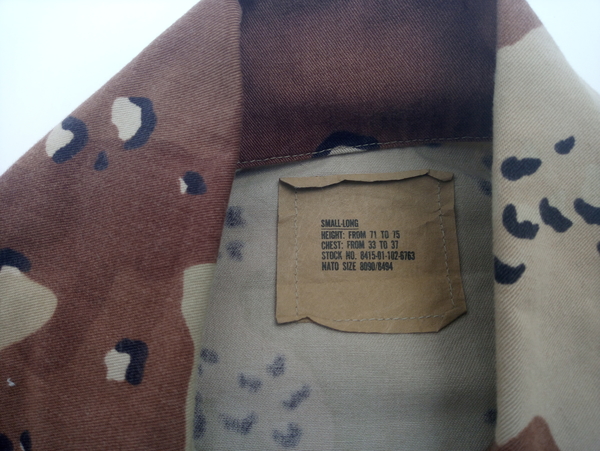 SMALL-LONG
HEIGHT: FROM 71 TO 75
CHEST: FROM 33 TO 37
STOCK NO. 8415-01-102-6763
NATO SIZE 8090/8494